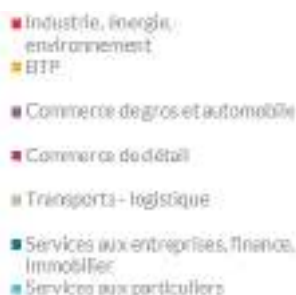 Industrie, énergie,
environnement
BTP
Commerce de gros et automobile
Commerce de détail
Transports - logistique
Services aux entreprises, finance,
immobilier
Services aux particuliers